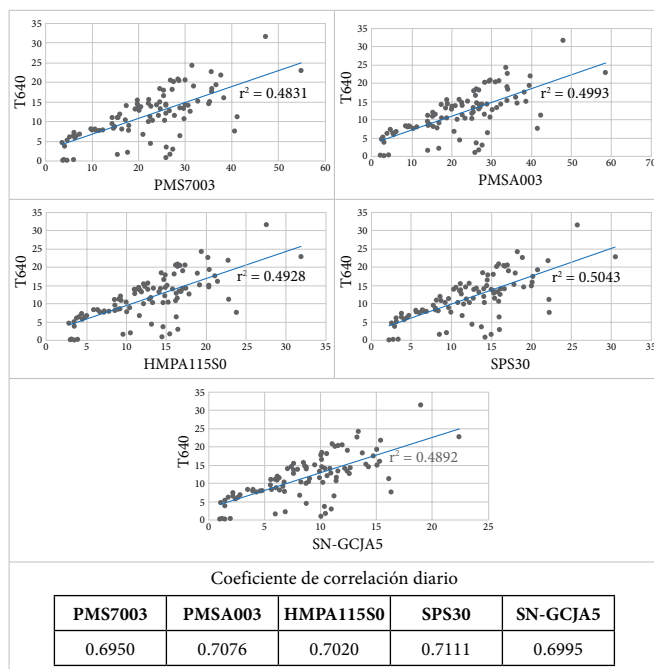 T640
35
30
25
20
15
10
5
0
r² = 0.4831
0 10 20 30 40 50 60
PMS7003
T640
35
30
25
20
15
10
5
0
r² = 0.4993
0 10 20 30 40 50 60 70
PMSA003
T640
35
30
25
20
15
10
5
0
r² = 0.4928
0 5 10 15 20 25 30 35
HMPA115S0
T640
35
30
25
20
15
10
5
0
r² = 0.5043
0 5 10 15 20 25 30 35
SPS30
T640
35
30
25
20
15
10
5
0
r² = 0.4892
0 5 10 15 20 25
SN-GCJA5
Coeficiente de correlación diario
PMS7003 PMSA003 HMPA115S0 SPS30 SN-GCJA5
0.6950 0.7076 0.7020 0.7111 0.6995